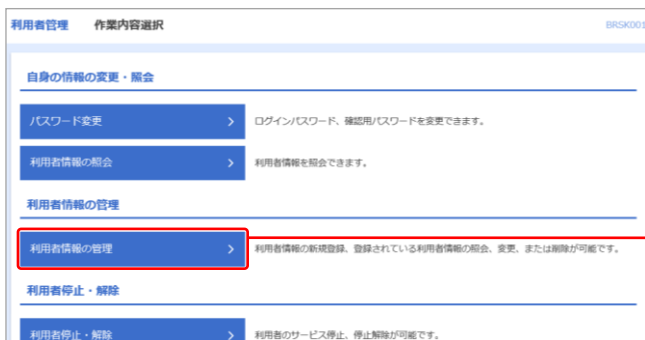 利用者管理 作業内容選択 BRSK001
自身の情報の変更・照会
パスワード変更 ログインパスワード、確認用パスワードを変更できます。
利用者情報の照会 利用者情報を照会できます。
利用者情報の管理
利用者情報の管理 利用者情報の新規登録、登録されている利用者情報の照会、変更、または削除が可能です。
利用者停止・解除
利用者停止・解除 利用者のサービス停止、停止解除が可能です。